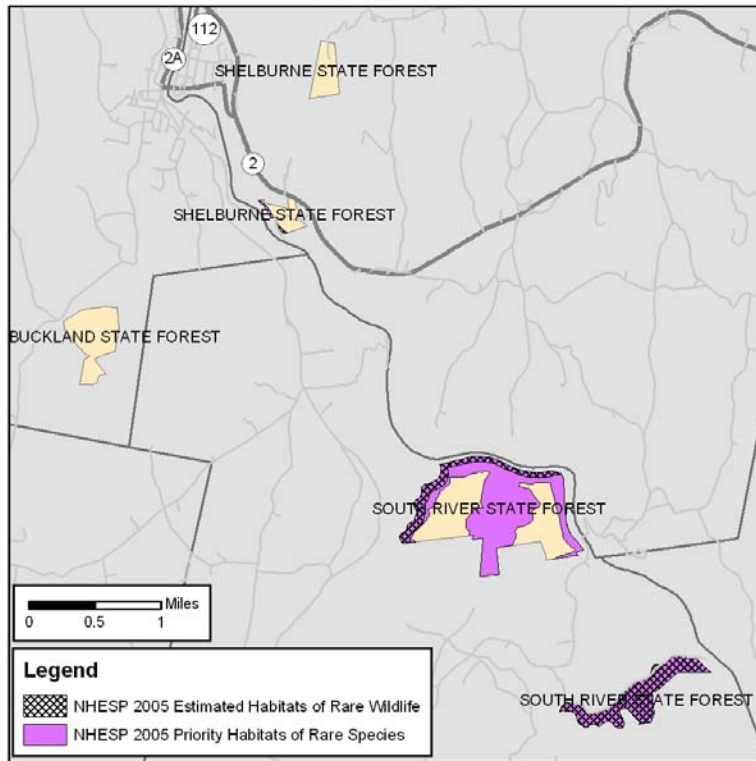 112
2A
SHELBURNE STATE FOREST
2
SHELBURNE STATE FOREST
BUCKLAND STATE FOREST
SOUTH RIVER STATE FOREST
Miles
0 0.5 1
Legend
NHESP 2005 Estimated Habitats of Rare Wildlife
NHESP 2005 Priority Habitats of Rare Species
SOUTH RIVER STATE FOREST